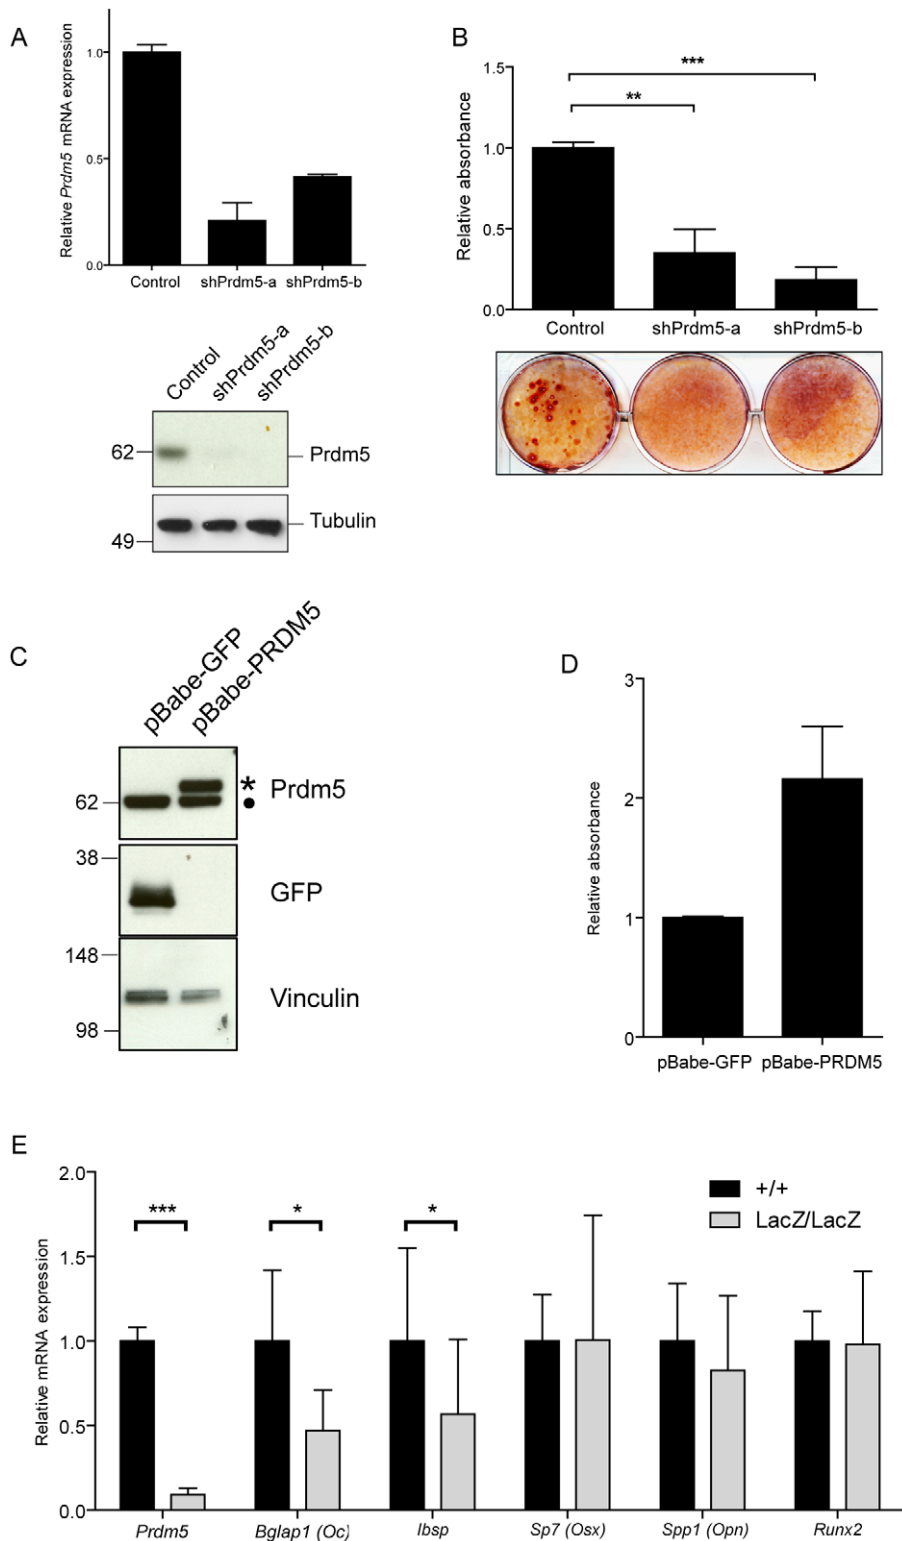 A
Relative Prdm5 mRNA expression
1.0
0.5
0.0
Control shPrdm5-a shPrdm5-b
Control
shPrdm5-a
shPrdm5-b
62
Prdm5
Tubulin
49
B
Relative absorbance
1.5
1.0
0.5
0.0
***
**
Control shPrdm5-a shPrdm5-b
C
pBabe-GFP
pBabe-PRDM5
62
* Prdm5
•
38
GFP
148
Vinculin
98
D
Relative absorbance
3
2
1
0
pBabe-GFP pBabe-PRDM5
E
Relative mRNA expression
2.0
1.5
1.0
0.5
0.0
+/+
LacZ/LacZ
*** * *
Prdm5 Bglap1 (Oc) Ibsp Sp7 (Osx) Spp1 (Opn) Runx2